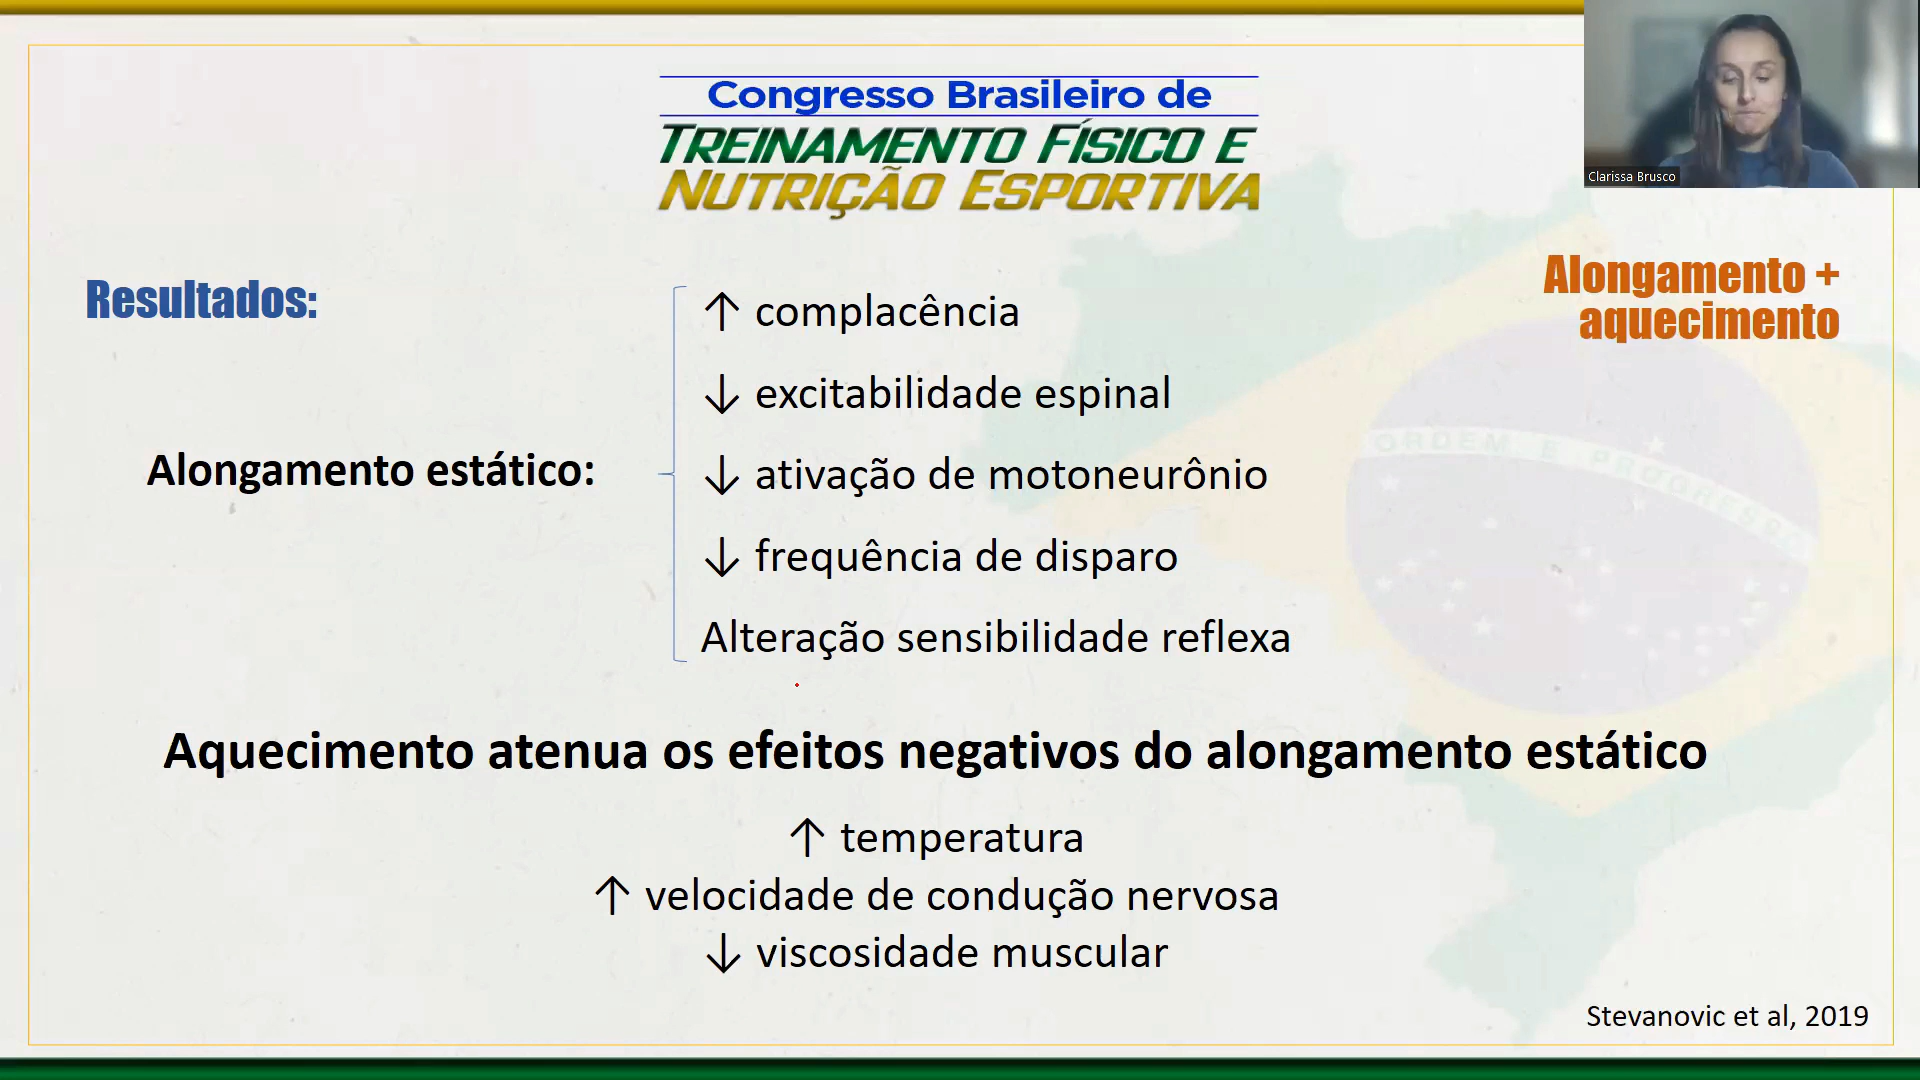 Congresso Brasileiro de
TREINAMENTO FÍSICO E
NUTRIÇÃO ESPORTIVA
Clarissa Brusco
Alongamento +
aquecimento
Resultados:
Alongamento estático:
↑ complacência
↓ excitabilidade espinal
↓ ativação de motoneurônio
↓ frequência de disparo
Alteração sensibilidade reflexa
ORDEM E PROGRESSO
Aquecimento atenua os efeitos negativos do alongamento estático
↑ temperatura
↑ velocidade de condução nervosa
↓ viscosidade muscular
Stevanovic et al, 2019